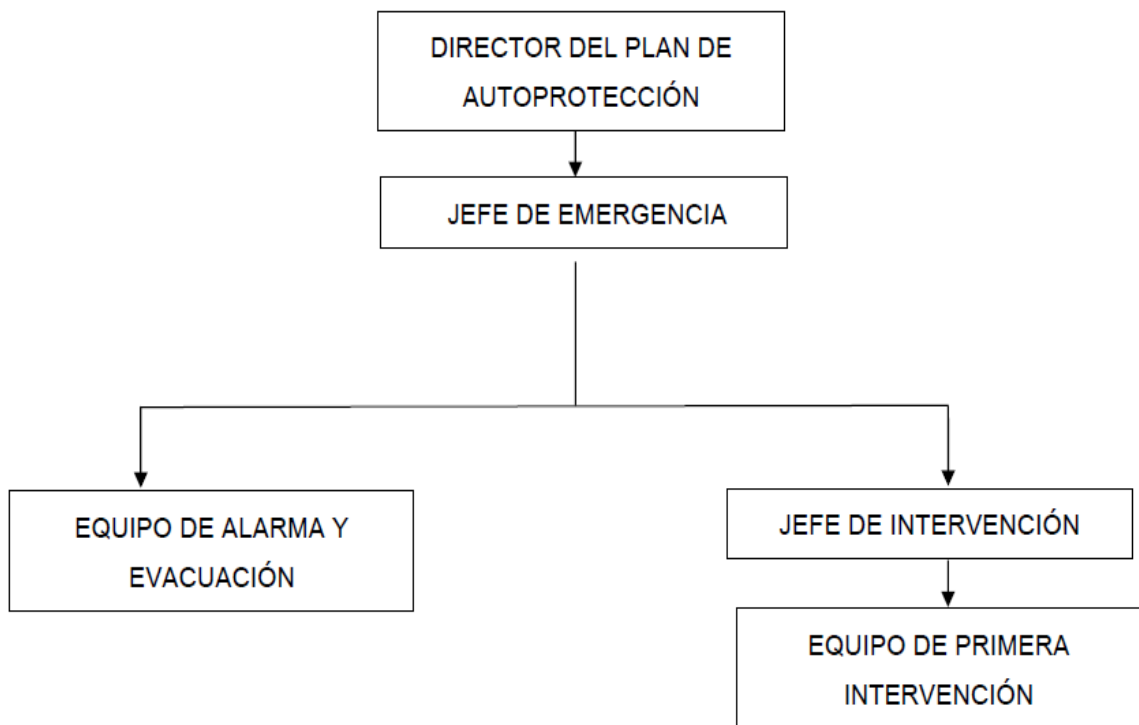 DIRECTOR DEL PLAN DE
AUTOPROTECCIÓN
JEFE DE EMERGENCIA
EQUIPO DE ALARMA Y
EVACUACIÓN
JEFE DE INTERVENCIÓN
EQUIPO DE PRIMERA
INTERVENCIÓN